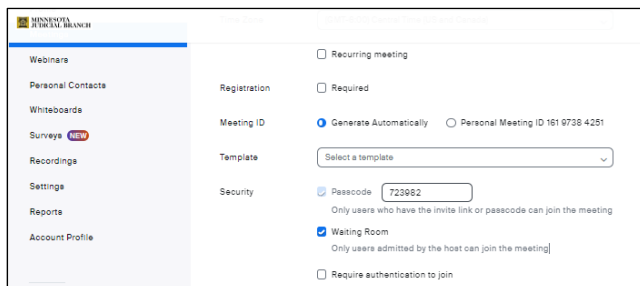 MINNESOTA
JUDICIAL BRANCH
Webinars
Personal Contacts
Whiteboards
Surveys NEW
Recordings
Settings
Reports
Account Profile
Recurring meeting
Registration Required
Meeting ID Generate Automatically Personal Meeting ID 161 9738 4251
Template Select a template
Security Passcode 723982
Only users who have the invite link or passcode can join the meeting
Waiting Room
Only users admitted by the host can join the meeting
Require authentication to join